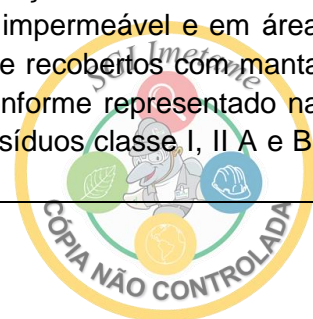 impermeável e em área
e recobertos com manta
nforme representado na
síduos classe I, II A e B
SGI Imetame
CÓPIA NÃO CONTROLADA